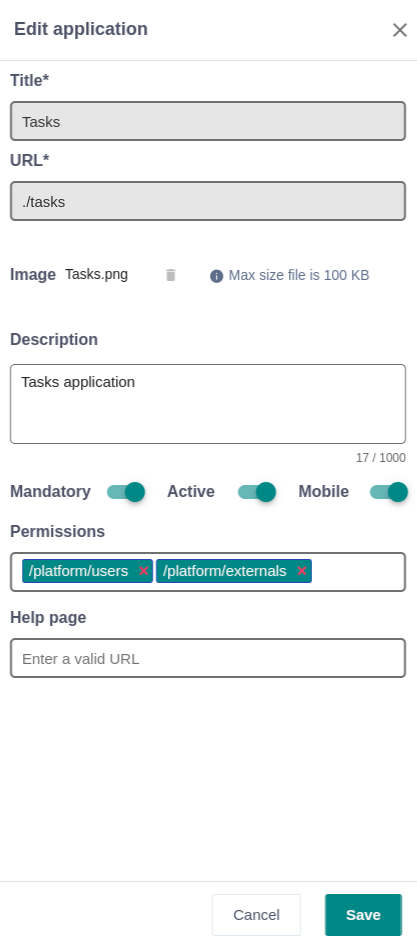 Edit application
Title*
Tasks
URL*
./tasks
Image Tasks.png Max size file is 100 KB
Description
Tasks application
17 / 1000
Mandatory Active Mobile
Permissions
/platform/users /platform/externals
Help page
Enter a valid URL
Cancel Save